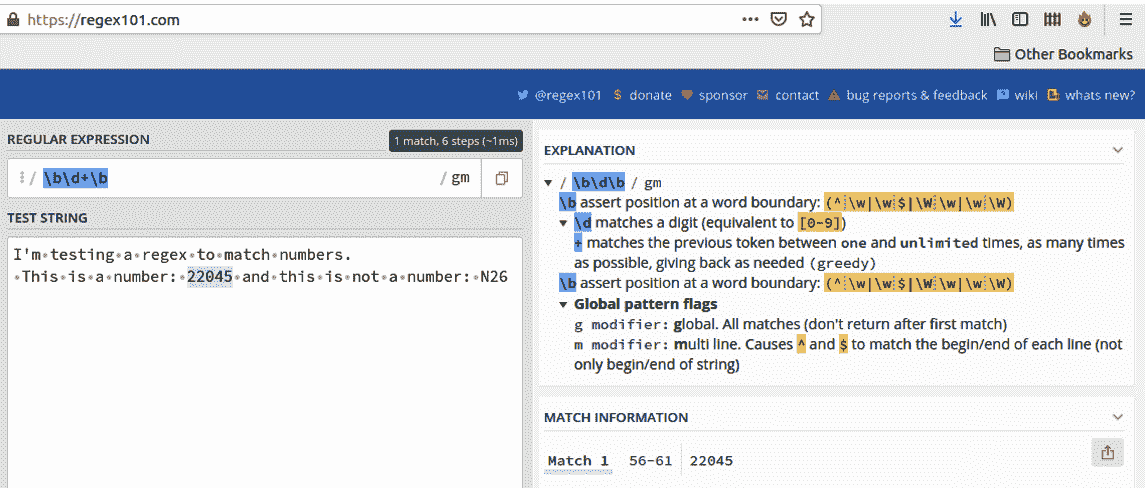 https://regex101.com
Other Bookmarks
@regex101 $ donate sponsor contact bug reports & feedback wiki whats new?
REGULAR EXPRESSION
1 match, 6 steps (~1ms)
/ \b\d+\b / gm
TEST STRING
I'm·testing·a·regex·to·match·numbers.
·This·is·a·number:·22045·and·this·is·not·a·number:·N26
EXPLANATION
/ \b\d\b / gm
\b assert position at a word boundary: (^\w|\w$|\W\w|\w\W)
\d matches a digit (equivalent to [0-9])
+ matches the previous token between one and unlimited times, as many times
as possible, giving back as needed (greedy)
\b assert position at a word boundary: (^\w|\w$|\W\w|\w\W)
Global pattern flags
g modifier: global. All matches (don't return after first match)
m modifier: multi line. Causes ^ and $ to match the begin/end of each line (not
only begin/end of string)
MATCH INFORMATION
Match 1 56-61 22045